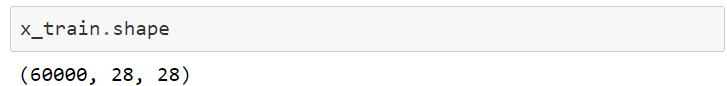 x_train.shape
(60000, 28, 28)